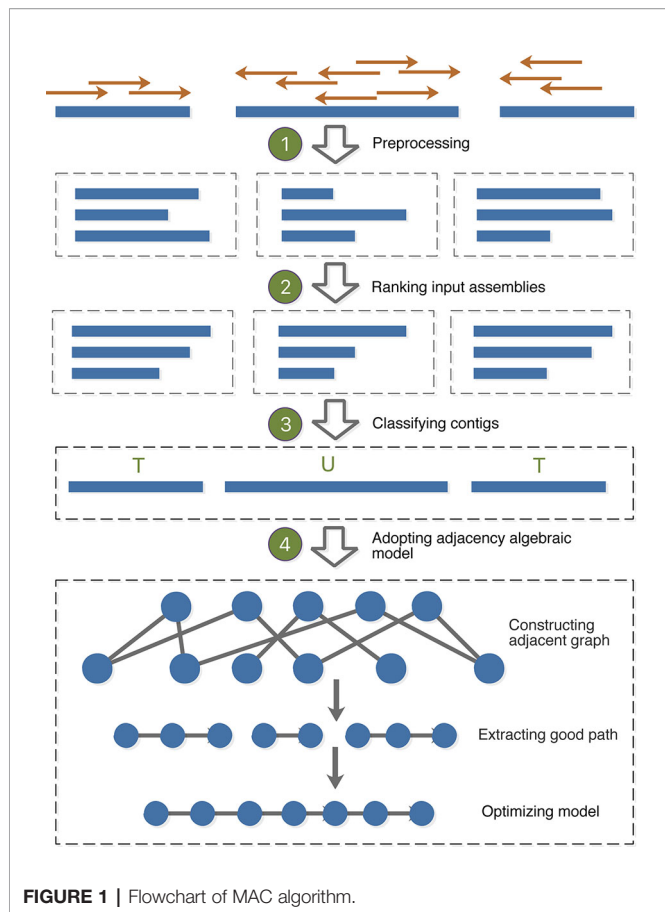 1
Preprocessing
2
Ranking input assemblies
3
Classifying contigs
T U T
4
Adopting adjacency algebraic
model
Constructing
adjacent graph
Extracting good path
Optimizing model
FIGURE 1 | Flowchart of MAC algorithm.